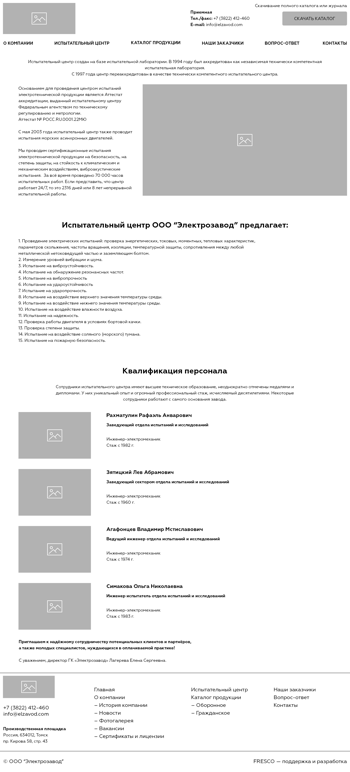 Скачивание полного каталога или журнала
Приемная
Тел./факс: +7 (3822) 412-460
E-mail: info@elzavod.com
СКАЧАТЬ КАТАЛОГ
О КОМПАНИИ
ИСПЫТАТЕЛЬНЫЙ ЦЕНТР
КАТАЛОГ ПРОДУКЦИИ
НАШИ ЗАКАЗЧИКИ
ВОПРОС-ОТВЕТ
КОНТАКТЫ
Испытательный центр создан на базе испытательной лаборатории. В 1994 году был аккредитован как независимая техническо-компетентная
испытательная лаборатория.
С 1997 года центр переаккредитован в качестве технически компетентного испытательного центра.
Основанием для проведения центром испытаний
электротехнической продукции является Аттестат
аккредитации, выданный испытательному центру
Федеральным агентством по техническому
регулированию и метрологии.
Аттестат № РОСС.RU.0001.22МЭ
С мая 2003 года испытательный центр также проводит
испытания морских асинхронных двигателей.
Мы проводим сертификационные испытания
электротехнической продукции на безопасность, на
степень защиты, на стойкость к климатическим и
механическим воздействиям, виброакустические
испытания. За все время проведено 70 000 часов
испытательных работ. Если представить, что центр
работает 24/7, то это 2916 дней или 8 лет непрерывной
испытательной работы.
Испытательный центр ООО "Электрозавод" предлагает:
1. Проведение электрических испытаний: проверка энергетических, токовых, моментных, тепловых характеристик,
параметров скольжения, частоты вращения, изоляции, температурной защиты, сопротивления между любой
металлической нетоковедущей частью и заземляющим болтом.
2. Измерение уровней вибрации и шума.
3. Испытание на виброустойчивость.
4. Испытание на обнаружение резонансных частот.
5. Испытание на вибропрочность.
6. Испытание на удароустойчивость.
7. Испытание на ударопрочность.
8. Испытание на воздействие верхнего значения температуры среды.
9. Испытание на воздействие нижнего значения температуры среды.
10. Испытание на воздействие влажности воздуха.
11. Испытание на надежность.
12. Проверка работы двигателя в условиях бортовой качки.
13. Проверка степени защиты.
14. Испытание на воздействие соляного (морского) тумана.
15. Испытание на пожарную безопасность.
Квалификация персонала
Сотрудники испытательного центра имеют высшее техническое образование, неоднократно отмечены медалями и
дипломами. У них уникальный опыт и огромный профессиональный стаж, исчисляемый десятилетиями. Некоторые
сотрудники работают с самого основания завода.
Рахматулин Рафаэль Анварович
Заведующий отдела испытаний и исследований
Инженер-электромеханик
Стаж с 1982 г.
Зетицкий Лев Абрамович
Заведующий сектором отдела испытаний и исследований
Инженер-электромеханик
Стаж с 1960 г.
Агафонцев Владимир Мстиславович
Ведущий инженер отдела испытаний и исследований
Инженер-электромеханик
Стаж с 1974 г.
Симакова Ольга Николаевна
Инженер испытатель отдела испытаний и исследований
Инженер-электромеханик
Стаж с 1983 г.
Приглашаем к надёжному сотрудничеству потенциальных клиентов и партнёров,
а также молодых специалистов, нуждающихся в оплачиваемой практике!
С уважением, директор ГК «Электрозавод» Лапарева Елена Сергеевна.
+7 (3822) 412-460
info@elzavod.com
Производственная площадка
Россия, 634012, Томск
пр. Кирова 58, стр. 43
Главная
О компании
– История компании
– Новости
– Фотогалерея
– Вакансии
– Сертификаты и лицензии
Испытательный центр
Каталог продукции
– Оборонное
– Гражданское
Наши заказчики
Вопрос-ответ
Контакты
© ООО "Электрозавод"
FRESCO — поддержка и разработка